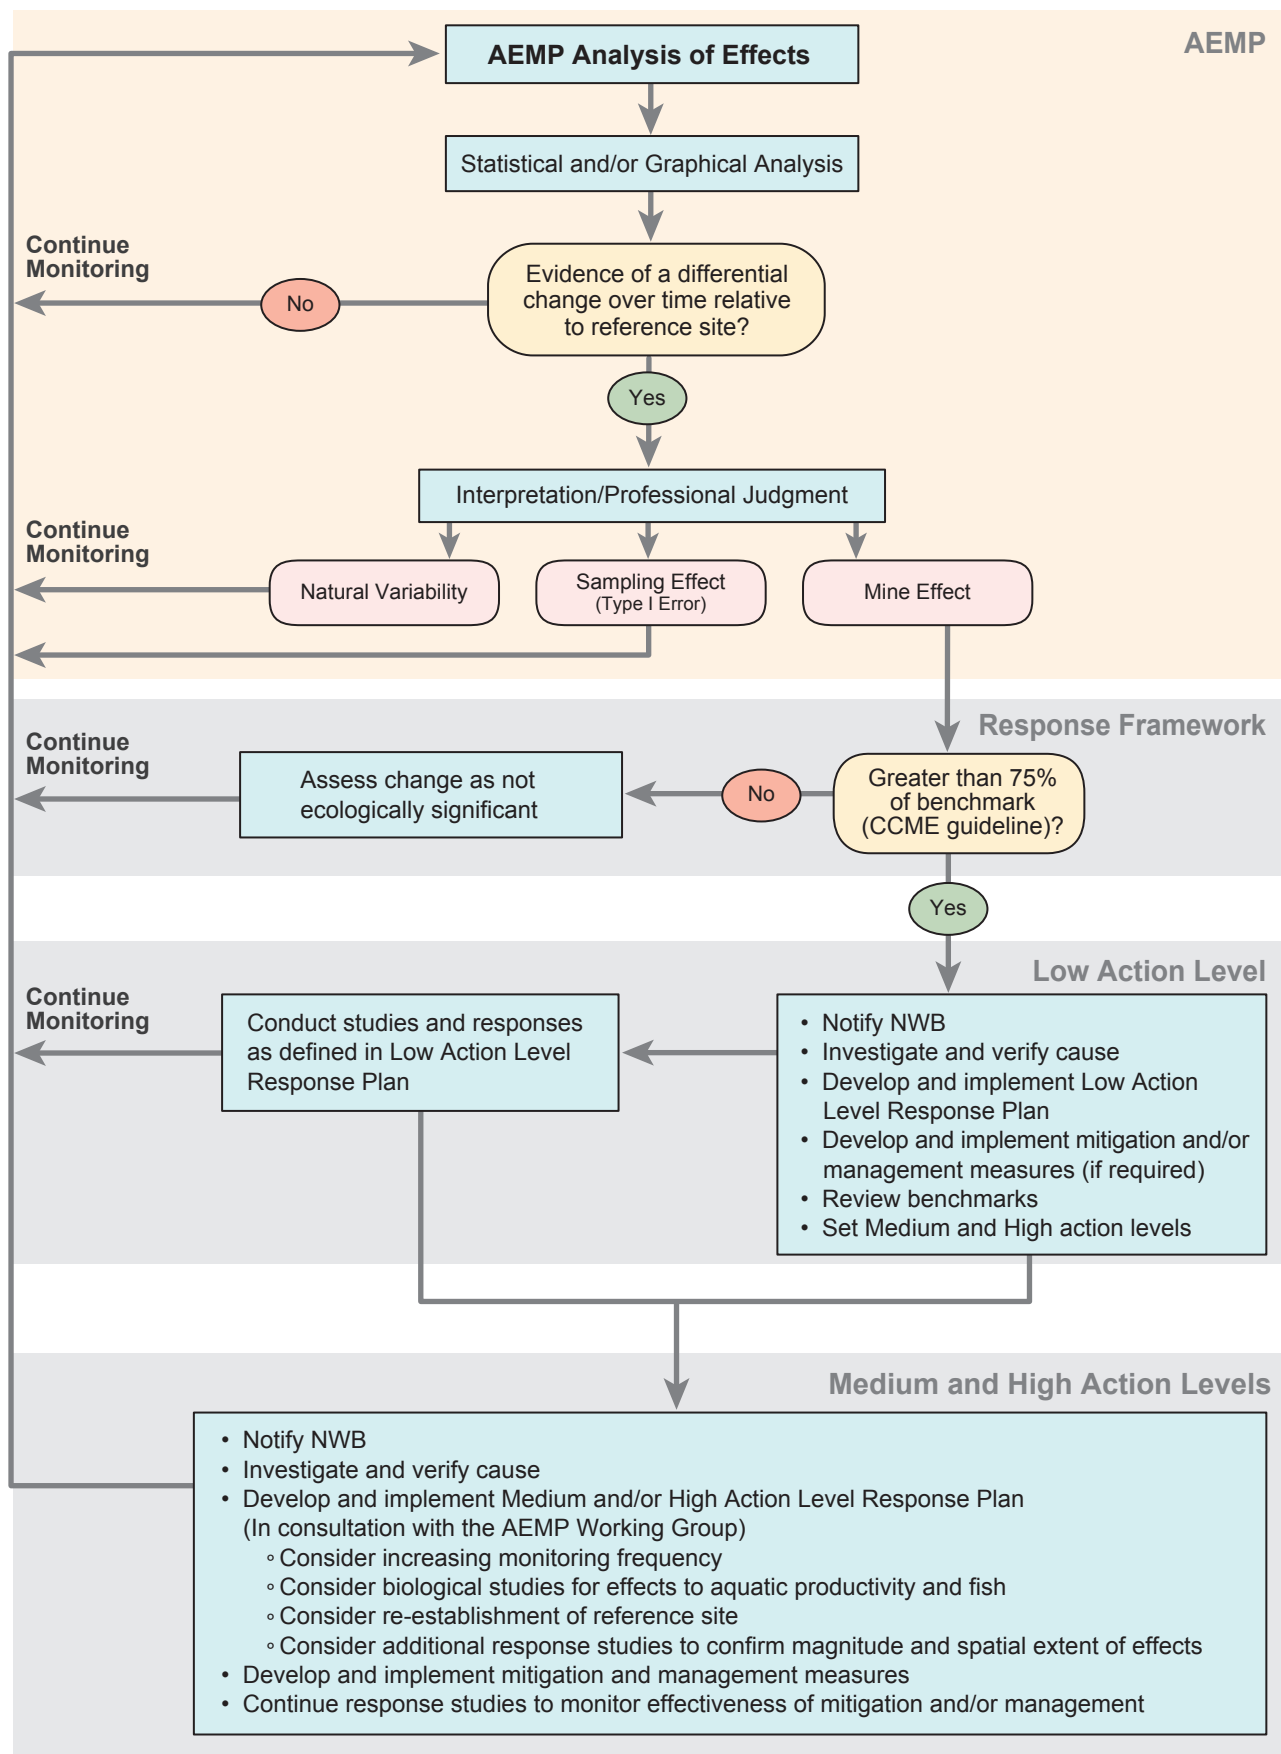 AEMP
AEMP Analysis of Effects
Statistical and/or Graphical Analysis
Continue
Monitoring
No
Evidence of a differential
change over time relative
to reference site?
Yes
Interpretation/Professional Judgment
Continue
Monitoring
Natural Variability
Sampling Effect
(Type I Error)
Mine Effect
Response Framework
Continue
Monitoring
Assess change as not
ecologically significant
No
Greater than 75%
of benchmark
(CCME guideline)?
Yes
Low Action Level
Continue
Monitoring
Conduct studies and responses
as defined in Low Action Level
Response Plan
• Notify NWB
• Investigate and verify cause
• Develop and implement Low Action
Level Response Plan
• Develop and implement mitigation and/or
management measures (if required)
• Review benchmarks
• Set Medium and High action levels
Medium and High Action Levels
• Notify NWB
• Investigate and verify cause
• Develop and implement Medium and/or High Action Level Response Plan
(In consultation with the AEMP Working Group)
◦ Consider increasing monitoring frequency
◦ Consider biological studies for effects to aquatic productivity and fish
◦ Consider re-establishment of reference site
◦ Consider additional response studies to confirm magnitude and spatial extent of effects
• Develop and implement mitigation and management measures
• Continue response studies to monitor effectiveness of mitigation and/or management